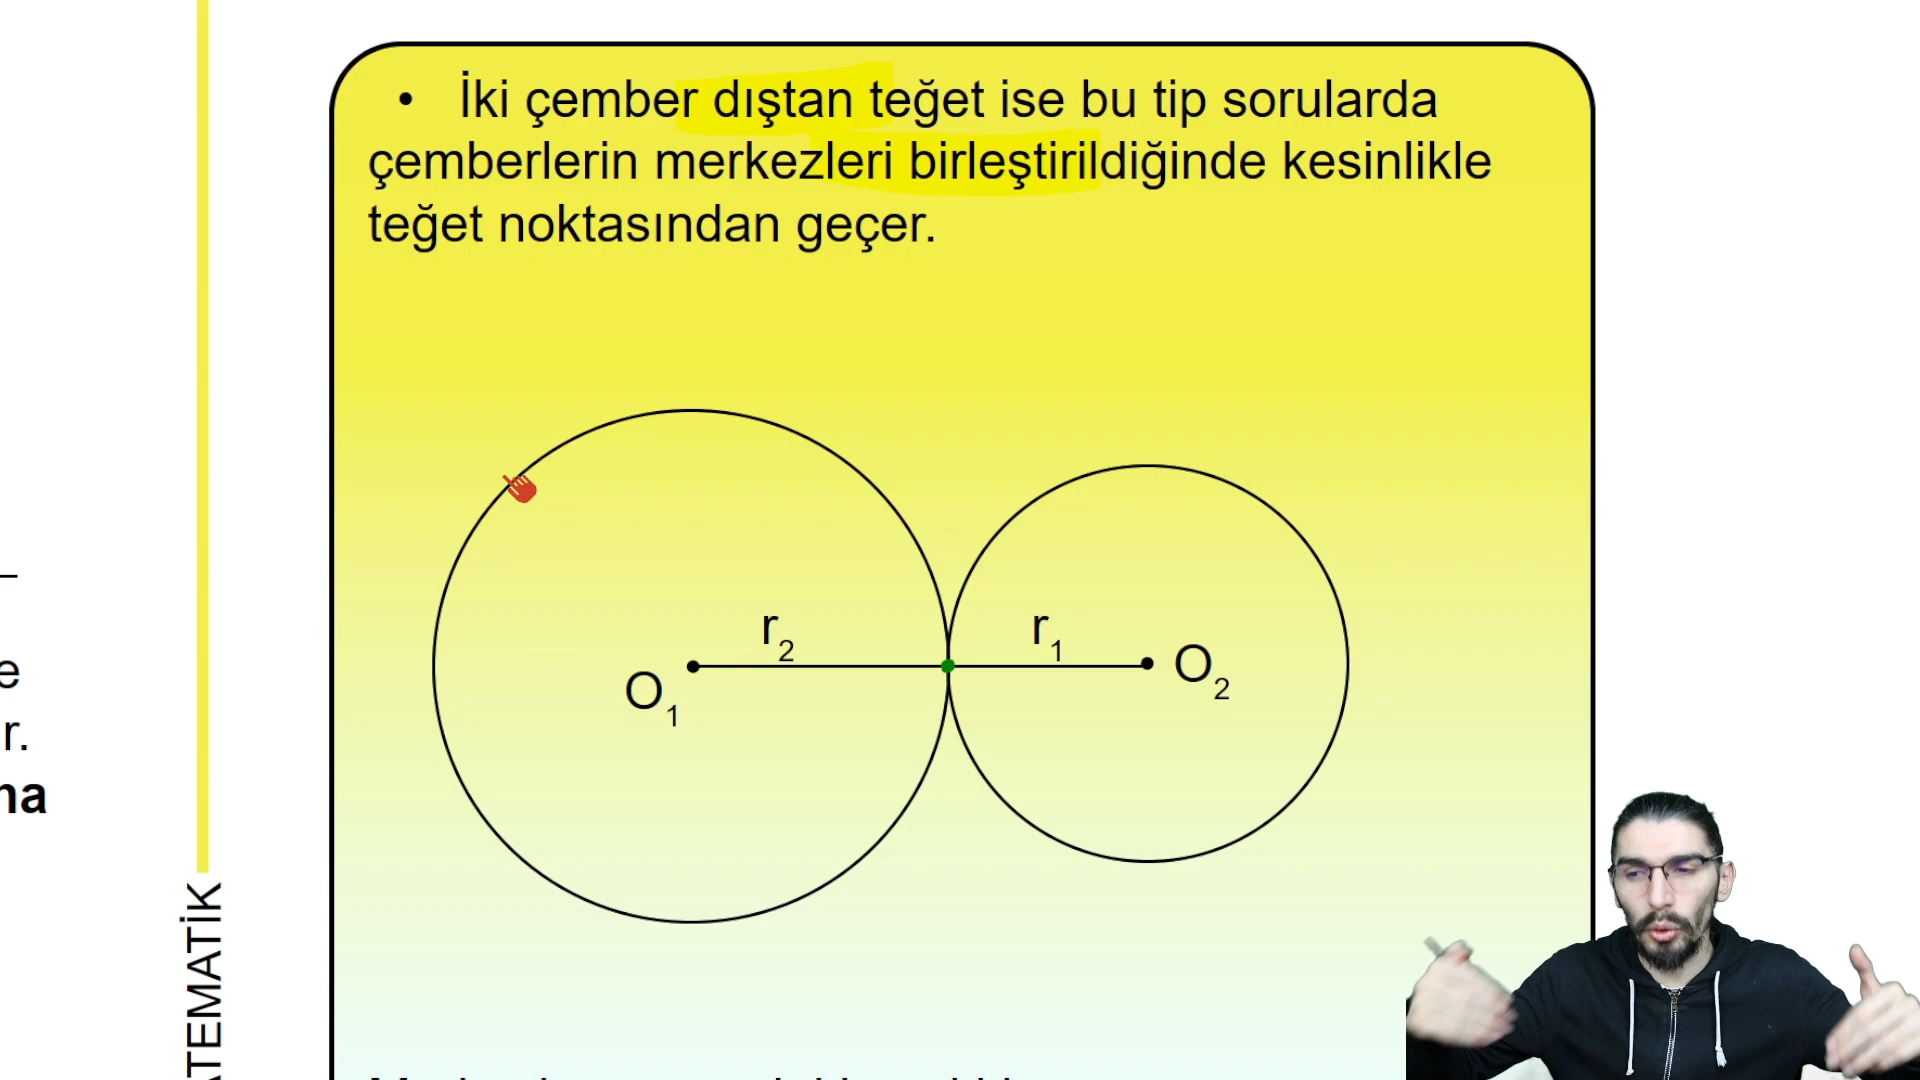 • İki çember dıştan teğet ise bu tip sorularda
çemberlerin merkezleri birleştirildiğinde kesinlikle
teğet noktasından geçer.
r2
r1
O1
O2
e
r.
na
ATEMATİK